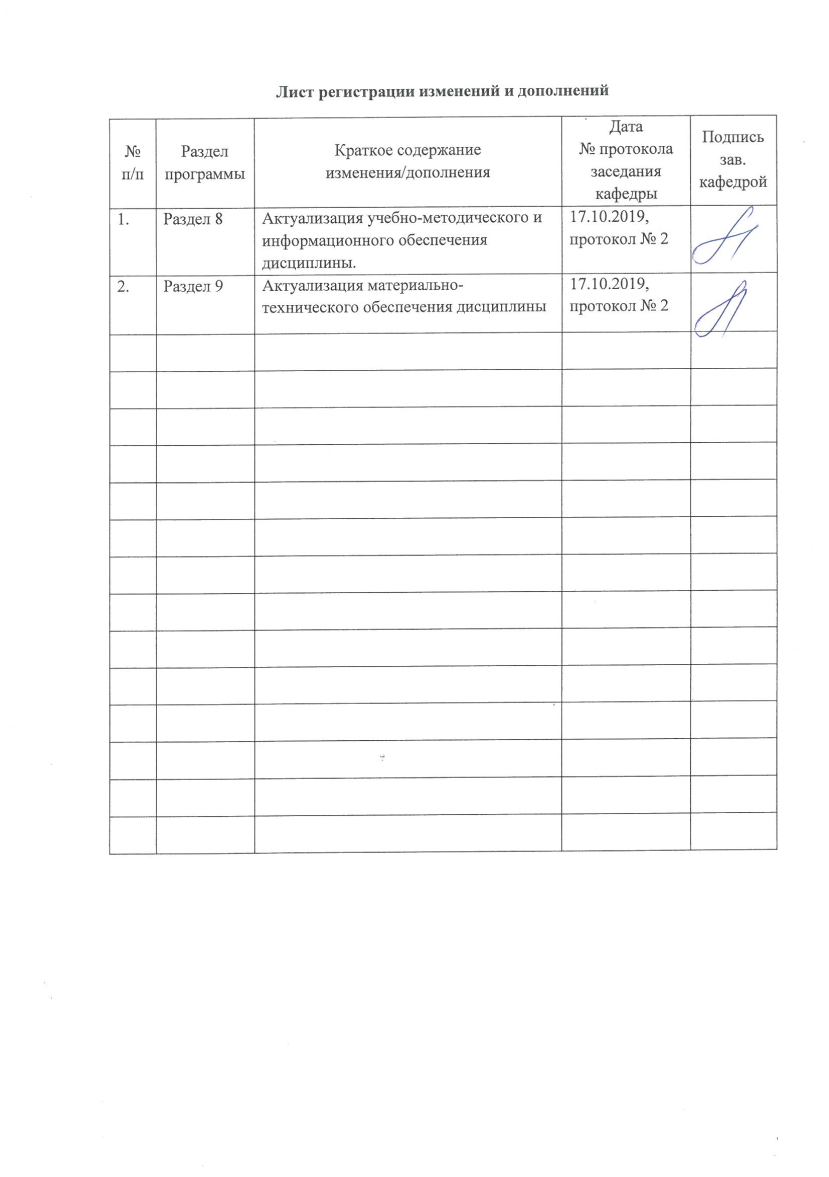 Лист регистрации изменений и дополнений
№
п/п
Раздел
программы
Краткое содержание
изменения/дополнения
Дата
№ протокола
заседания
кафедры
Подпись
зав.
кафедрой
1.
Раздел 8
Актуализация учебно-методического и
информационного обеспечения
дисциплины.
17.10.2019,
протокол № 2
2.
Раздел 9
Актуализация материально-
технического обеспечения дисциплины
17.10.2019,
протокол № 2